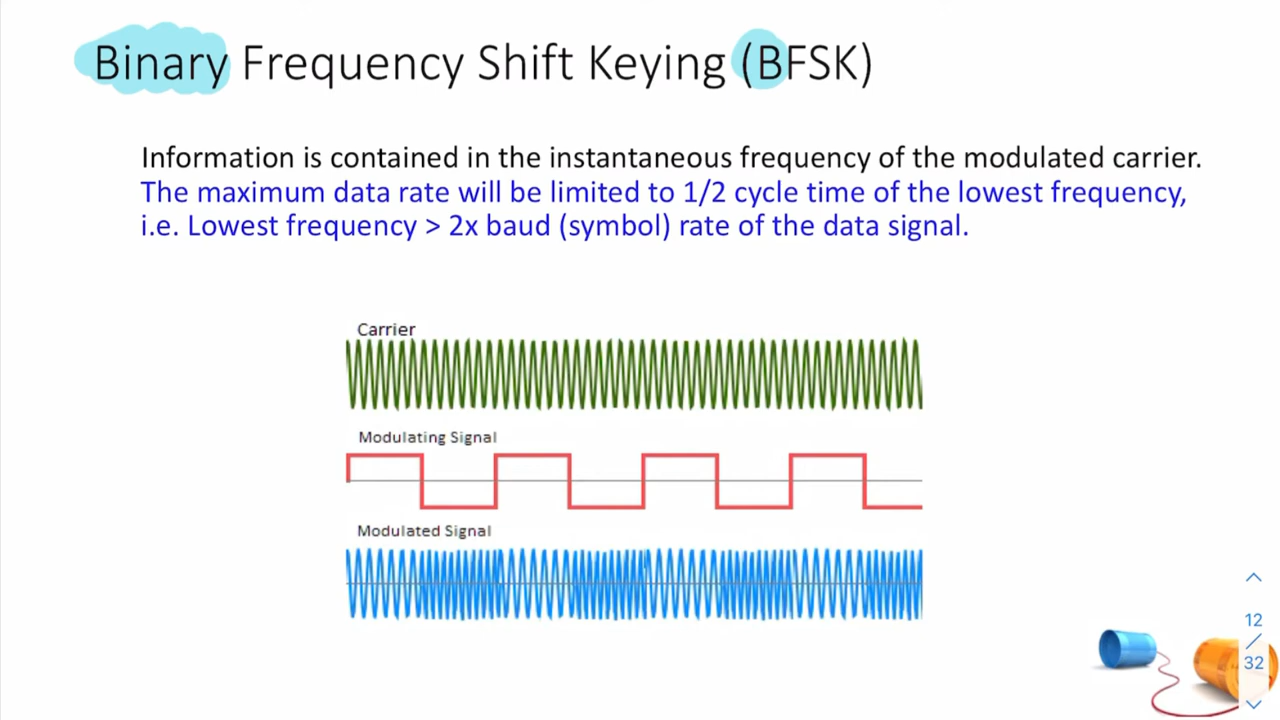 Binary Frequency Shift Keying (BFSK)
Information is contained in the instantaneous frequency of the modulated carrier.
The maximum data rate will be limited to 1/2 cycle time of the lowest frequency,
i.e. Lowest frequency > 2x baud (symbol) rate of the data signal.
Carrier
Modulating Signal
Modulated Signal
12
/
32